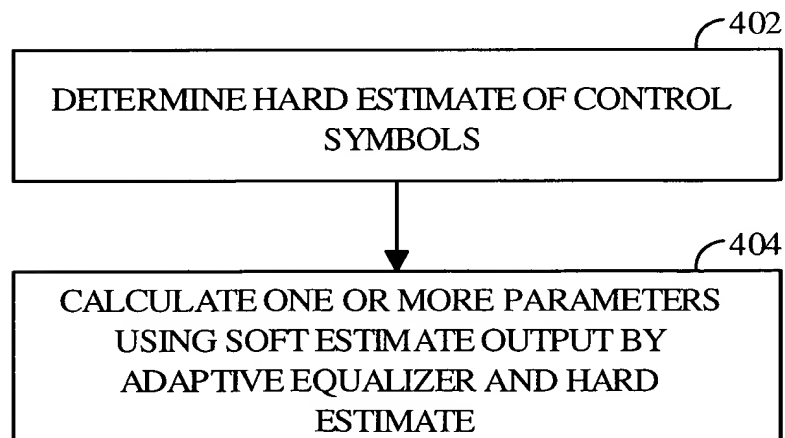 402
DETERMINE HARD ESTIMATE OF CONTROL
SYMBOLS
404
CALCULATE ONE OR MORE PARAMETERS
USING SOFT ESTIMATE OUTPUT BY
ADAPTIVE EQUALIZER AND HARD
ESTIMATE